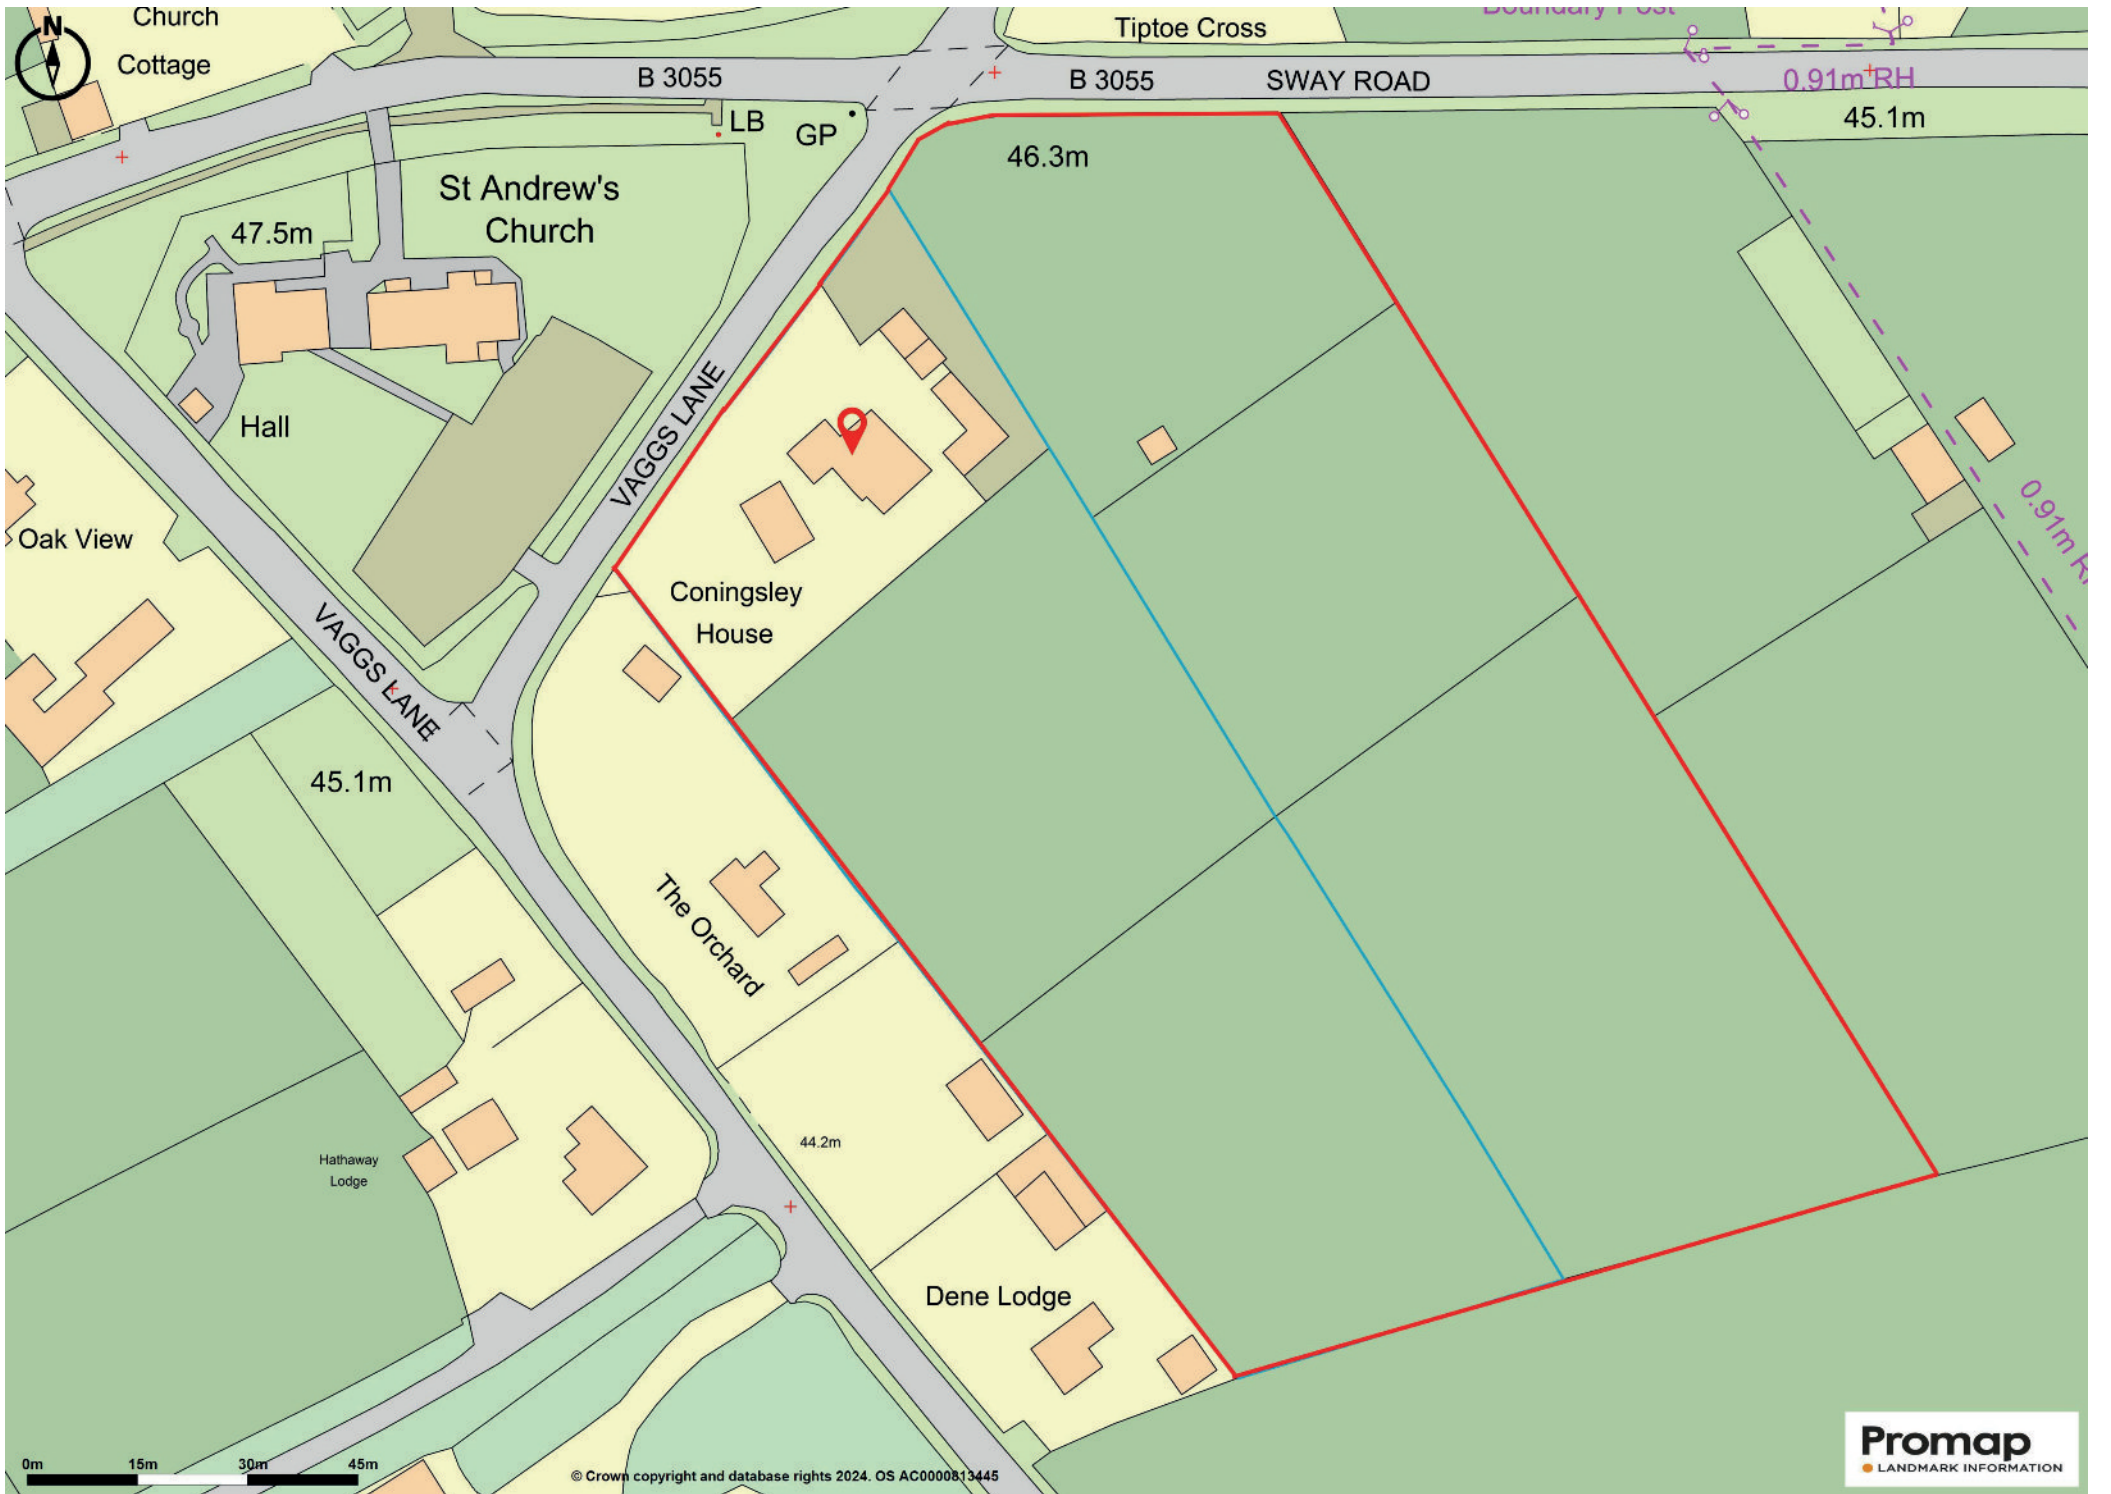 Church
Cottage
N
Tiptoe Cross
Boundary Post
B 3055
B 3055
SWAY ROAD
0.91m RH
45.1m
LB
GP
46.3m
St Andrew's
Church
47.5m
Hall
VAGGS LANE
Oak View
0.91m
Coningsley
House
VAGGS LANE
45.1m
The Orchard
44.2m
Hathaway
Lodge
Dene Lodge
0m 15m 30m 45m
© Crown copyright and database rights 2024. OS AC0000813445
Promap
LANDMARK INFORMATION